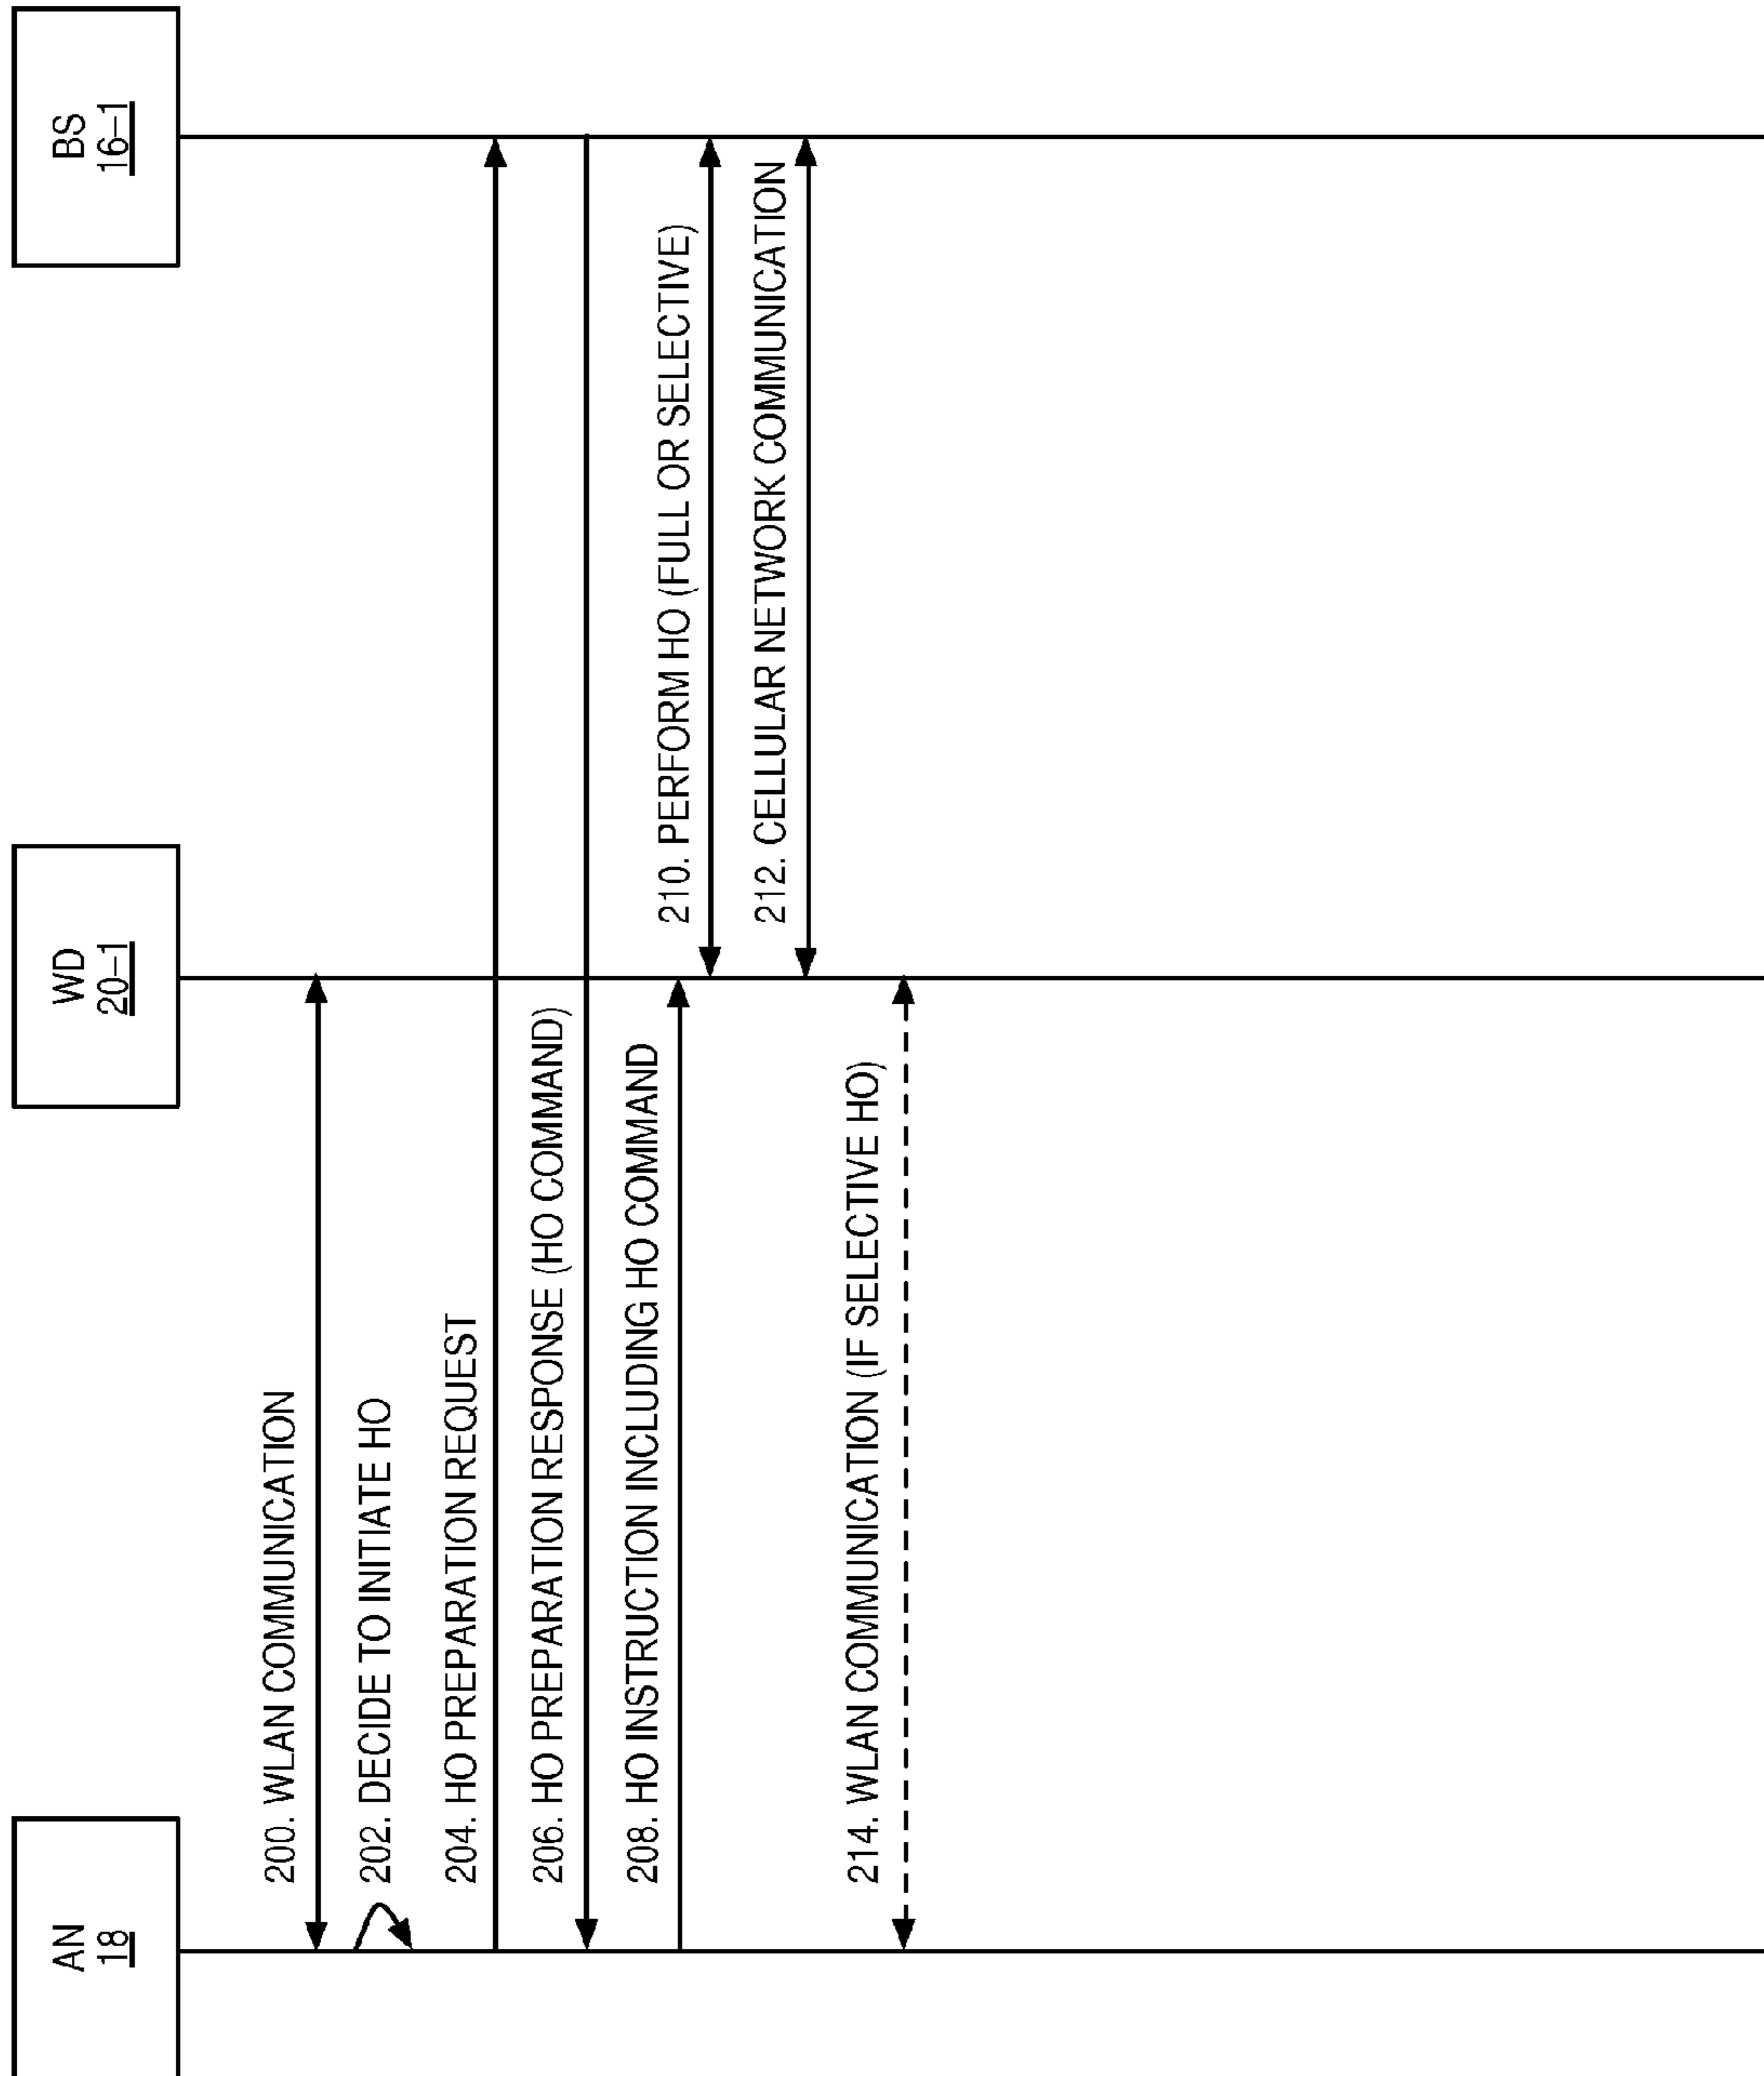 AN
18
WD
20-1
BS
16-1
200. WLAN COMMUNICATION
202. DECIDE TO INITIATE HO
204. HO PREPARATION REQUEST
206. HO PREPARATION RESPONSE (HO COMMAND)
208. HO INSTRUCTION INCLUDING HO COMMAND
210. PERFORM HO (FULL OR SELECTIVE)
212. CELLULAR NETWORK COMMUNICATION
214. WLAN COMMUNICATION (IF SELECTIVE HO)